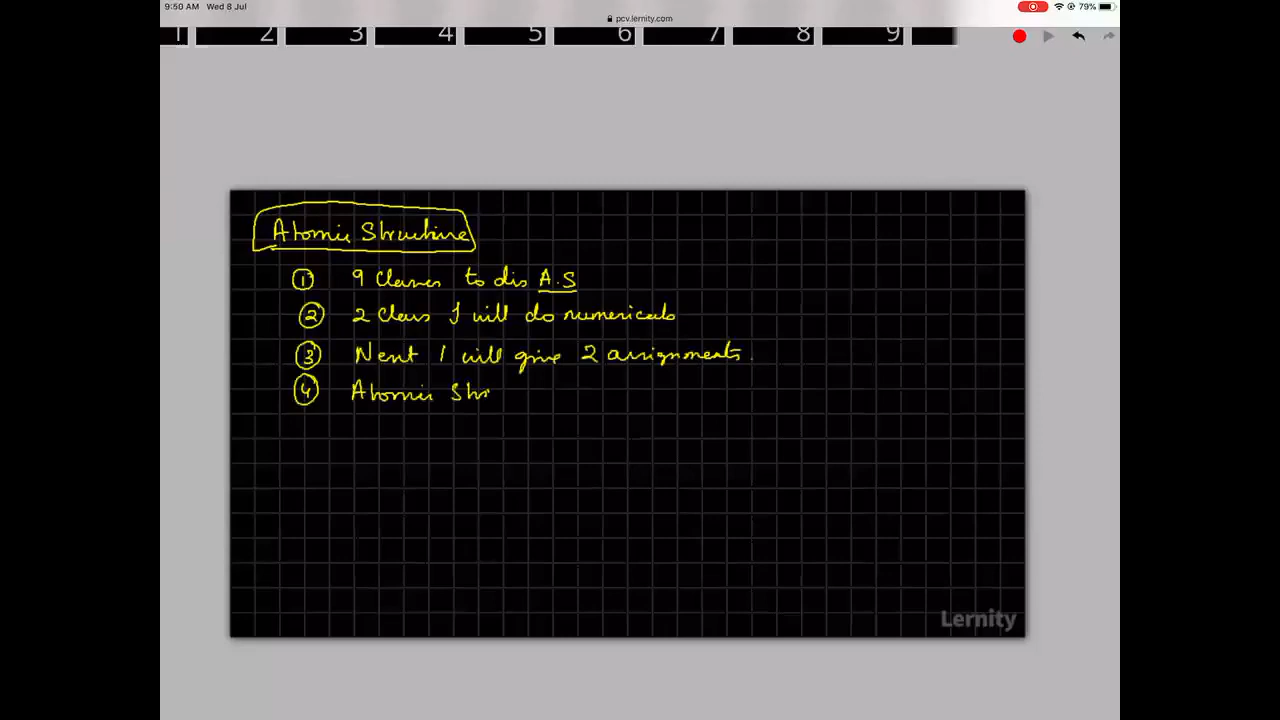 9:50 AM Wed 8 Jul
79%
pcv.lernity.com
1 2 3 4 5 6 7 8 9
Atomic Structure
1 9 Classes to dis A.S
2 2 Class I will do numericals
3 Next I will give 2 assignments.
4 Atomic Str
Lernity